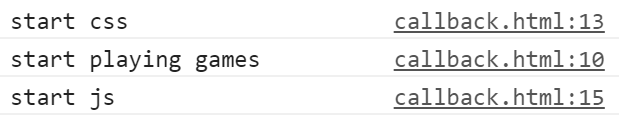 start css callback.html:13
start playing games callback.html:10
start js callback.html:15